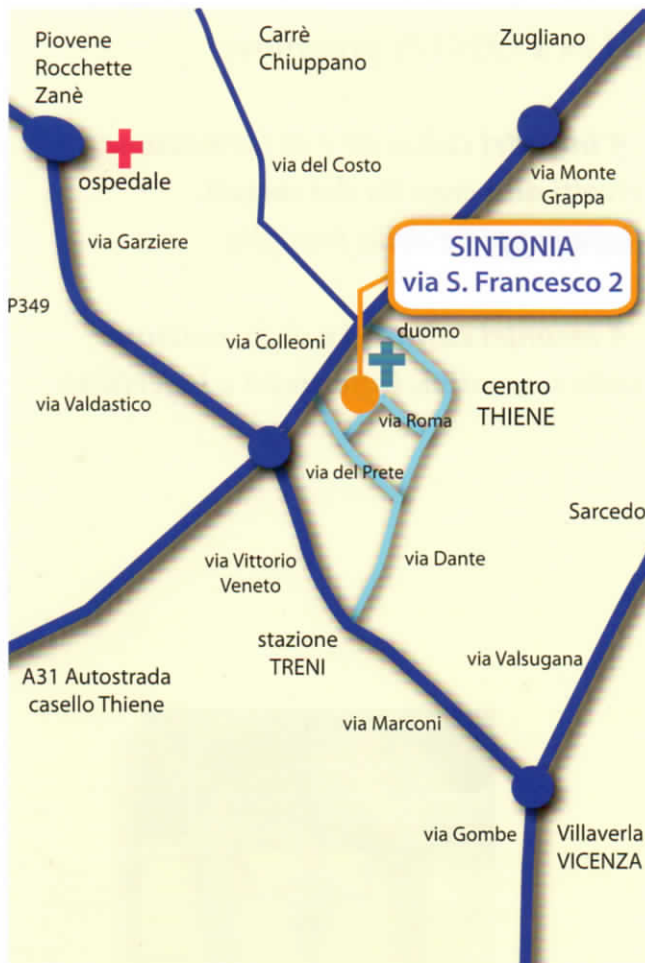 Piovene
Rocchette
Zanè
Carrè
Chiuppano
Zugliano
ospedale
via del Costo
via Monte
Grappa
via Garziere
SINTONIA
via S. Francesco 2
P349
via Colleoni
duomo
via Valdastico
centro
THIENE
via Roma
via del Prete
Sarcedo
via Vittorio
Veneto
via Dante
stazione
TRENI
via Valsugana
A31 Autostrada
casello Thiene
via Marconi
via Gombe
Villaverla
VICENZA